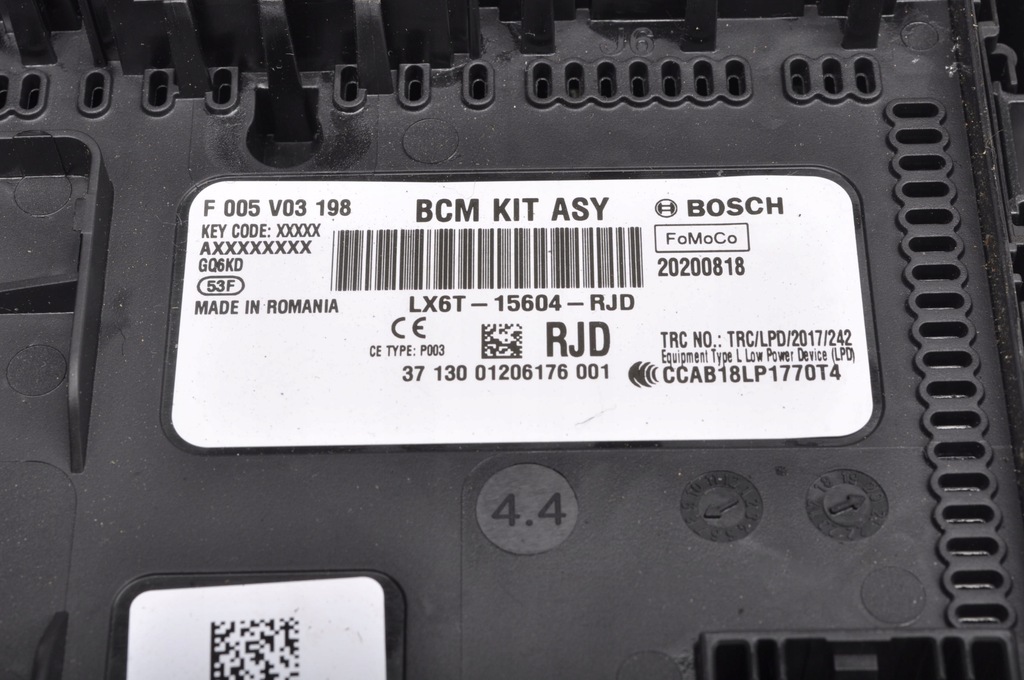 J6
F 005 V03 198
BCM KIT ASY
BOSCH
KEY CODE: XXXXX
AXXXXXXXX
GQ6KD
53F
MADE IN ROMANIA
FoMoCo
20200818
LX6T-15604-RJD
CE
CE TYPE: P003
RJD
37 130 01206176 001
TRC NO.: TRC/LPD/2017/242
Equipment Type L Low Power Device (LPD)
CCAB18LP1770T4
4.4